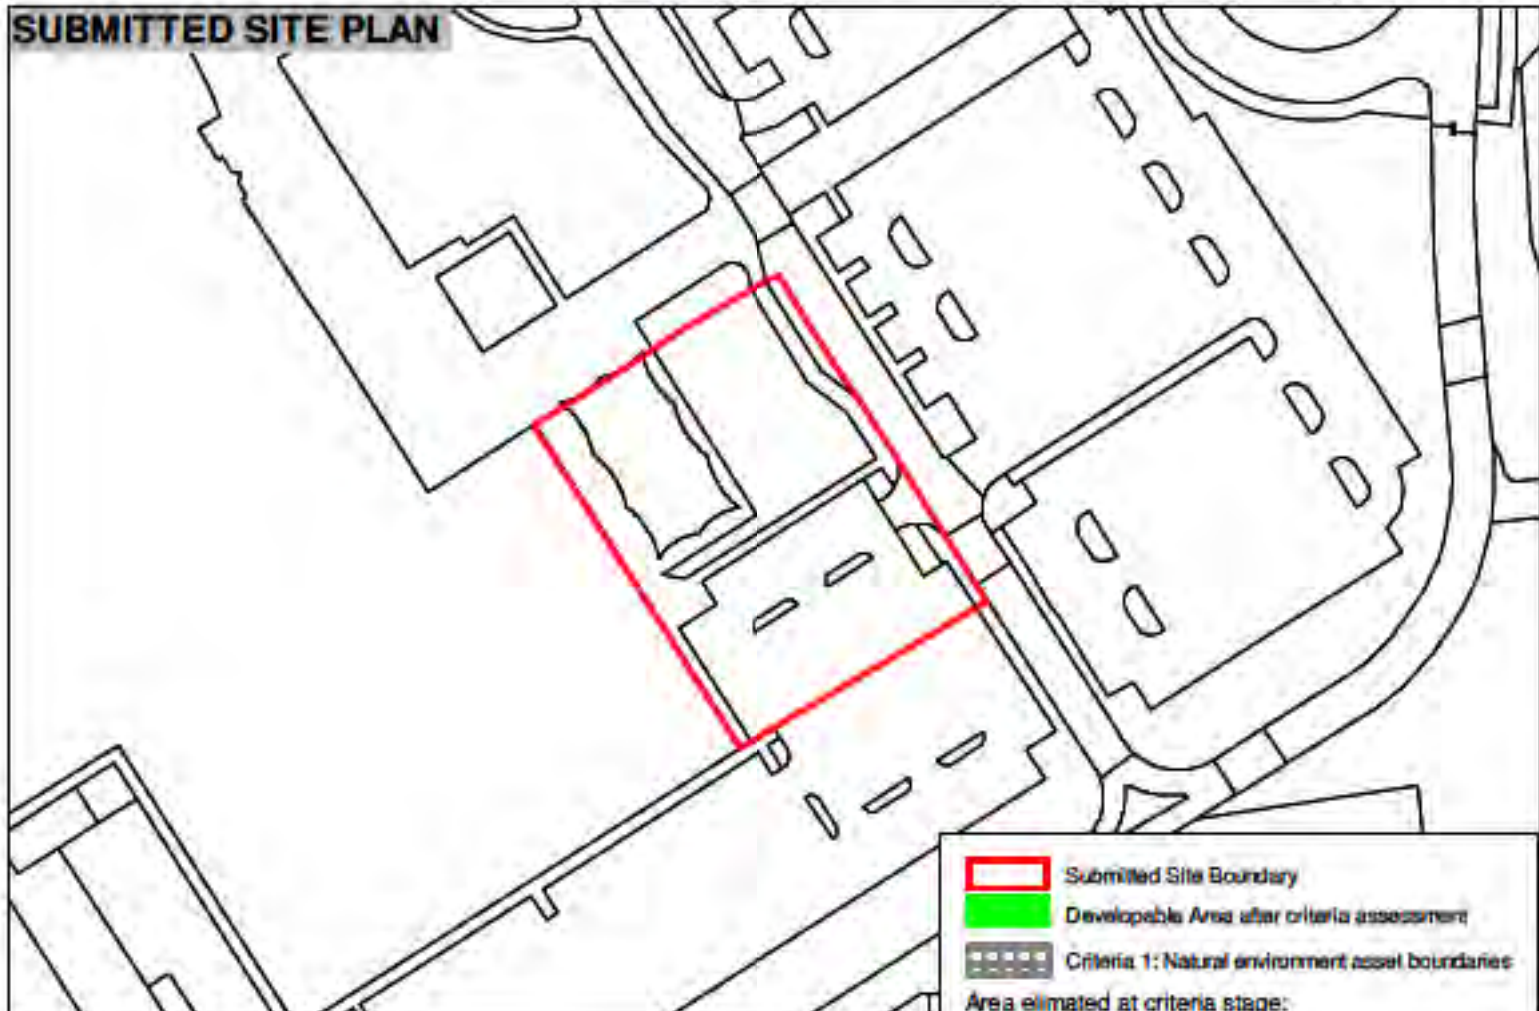 SUBMITTED SITE PLAN
Submitted Site Boundary
Developable Area after criteria assessment
Criteria 1: Natural environment asset boundaries
Area elimated at criteria stage: